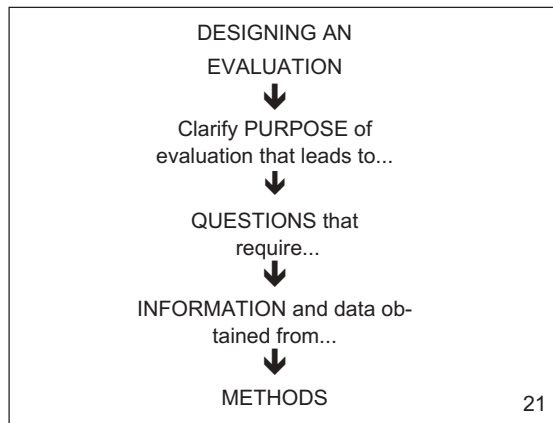 DESIGNING AN
EVALUATION
Clarify PURPOSE of
evaluation that leads to...
QUESTIONS that
require...
INFORMATION and data ob-
tained from...
METHODS
21